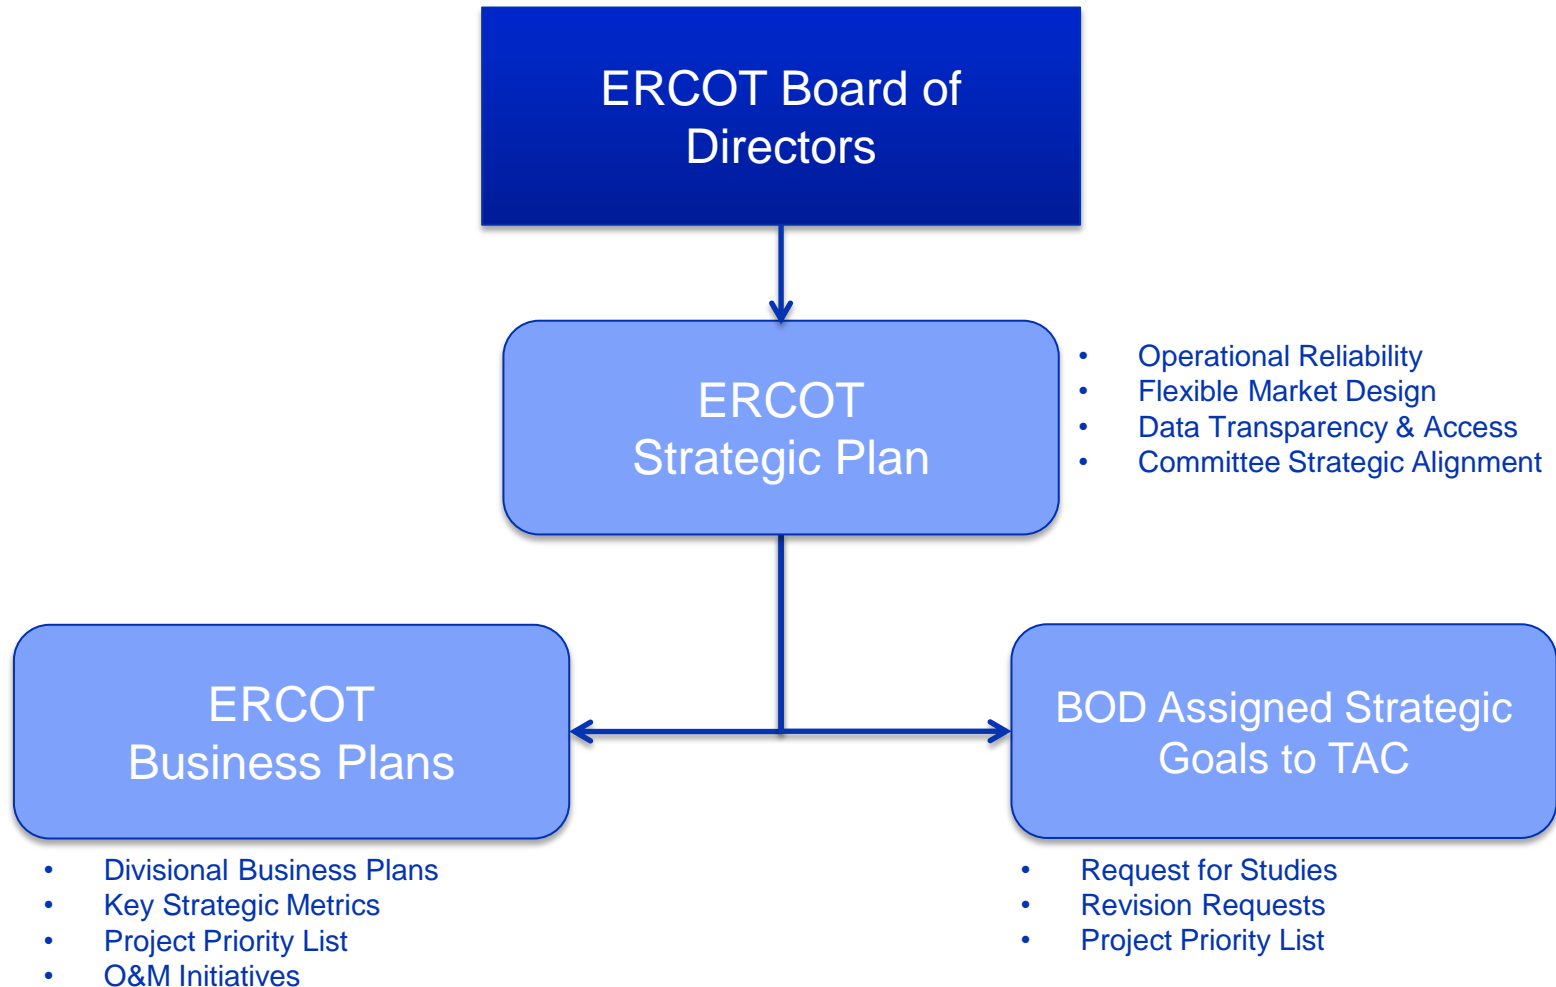 ERCOT Board of
Directors
ERCOT
Strategic Plan
• Operational Reliability
• Flexible Market Design
• Data Transparency & Access
• Committee Strategic Alignment
ERCOT
Business Plans
• Divisional Business Plans
• Key Strategic Metrics
• Project Priority List
• O&M Initiatives
BOD Assigned Strategic
Goals to TAC
• Request for Studies
• Revision Requests
• Project Priority List